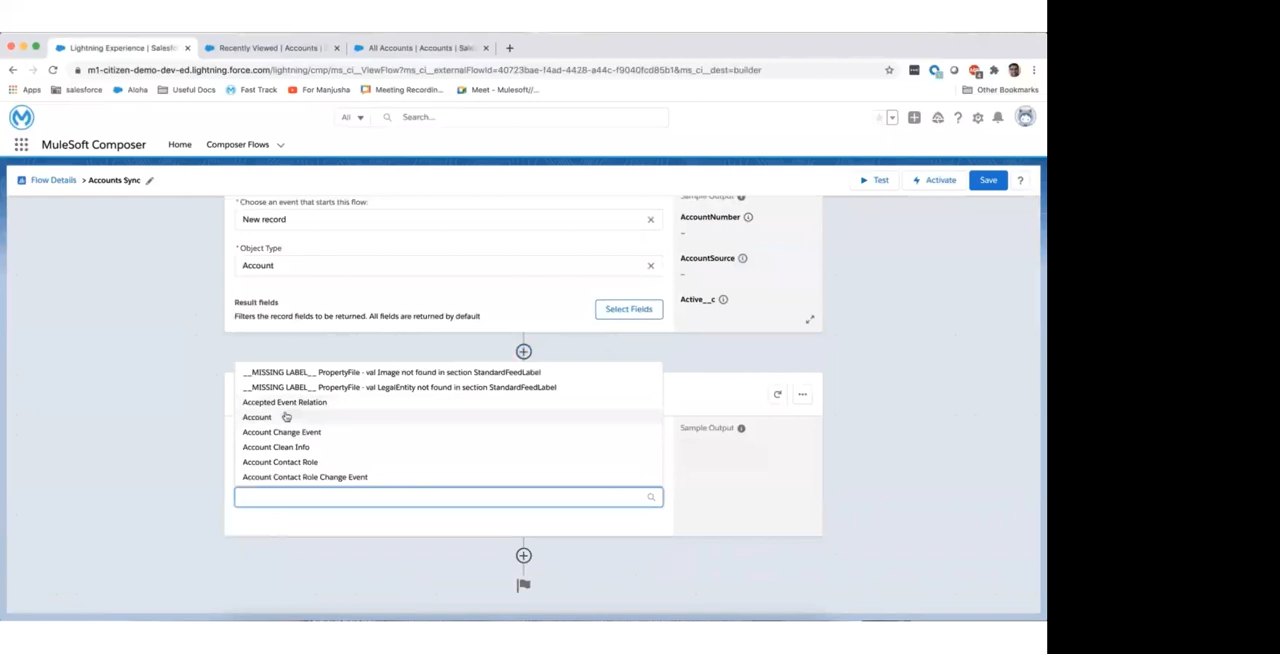 Lightning Experience | Salesfo
Recently Viewed | Accounts |
All Accounts | Accounts | Sale
m1-citizen-demo-dev-ed.lightning.force.com/lightning/cmp/ms_ci__ViewFlow?ms_ci__externalFlowId=40723bae-f4ad-4428-a44c-f9040fcd85b1&ms_ci__dest=builder
Apps salesforce Aloha Useful Docs Fast Track For Manjusha Meeting Recordin... Meet - Mulesoft//... Other Bookmarks
All Search...
MuleSoft Composer Home Composer Flows
Flow Details > Accounts Sync Test Activate Save ?
* Choose an event that starts this flow:
Sample Output
New record
AccountNumber
--
* Object Type
Account
AccountSource
--
Result fields
Filters the record fields to be returned. All fields are returned by default
Select Fields
Active__c
__MISSING LABEL__ PropertyFile - val Image not found in section StandardFeedLabel
__MISSING LABEL__ PropertyFile - val LegalEntity not found in section StandardFeedLabel
Accepted Event Relation
Account
Account Change Event
Account Clean Info
Account Contact Role
Account Contact Role Change Event
Sample Output